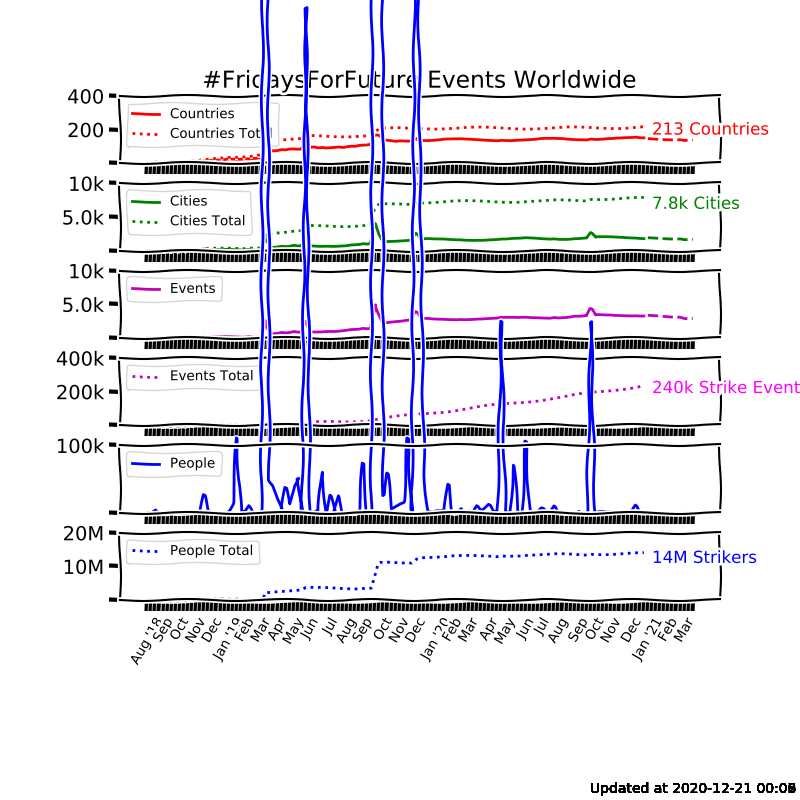 #FridaysForFuture Events Worldwide
400
200
Countries
Countries Total
213 Countries
10k
5.0k
Cities
Cities Total
7.8k Cities
10k
5.0k
Events
400k
200k
Events Total
240k Strike Event
100k
People
20M
10M
People Total
14M Strikers
Aug '18 Sep Oct Nov Dec Jan '19 Feb Mar Apr May Jun Jul Aug Sep Oct Nov Dec Jan '20 Feb Mar Apr May Jun Jul Aug Sep Oct Nov Dec Jan '21 Feb Mar
Updated at 2020-12-21